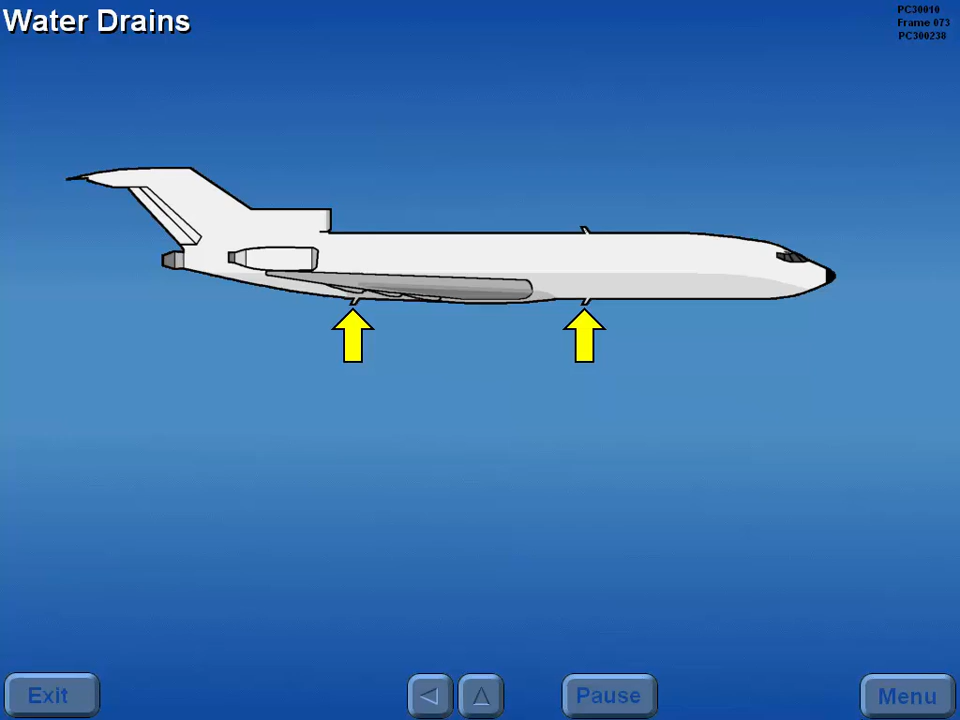 Water Drains
PC30010
Frame 073
PC300238
Exit
Pause
Menu